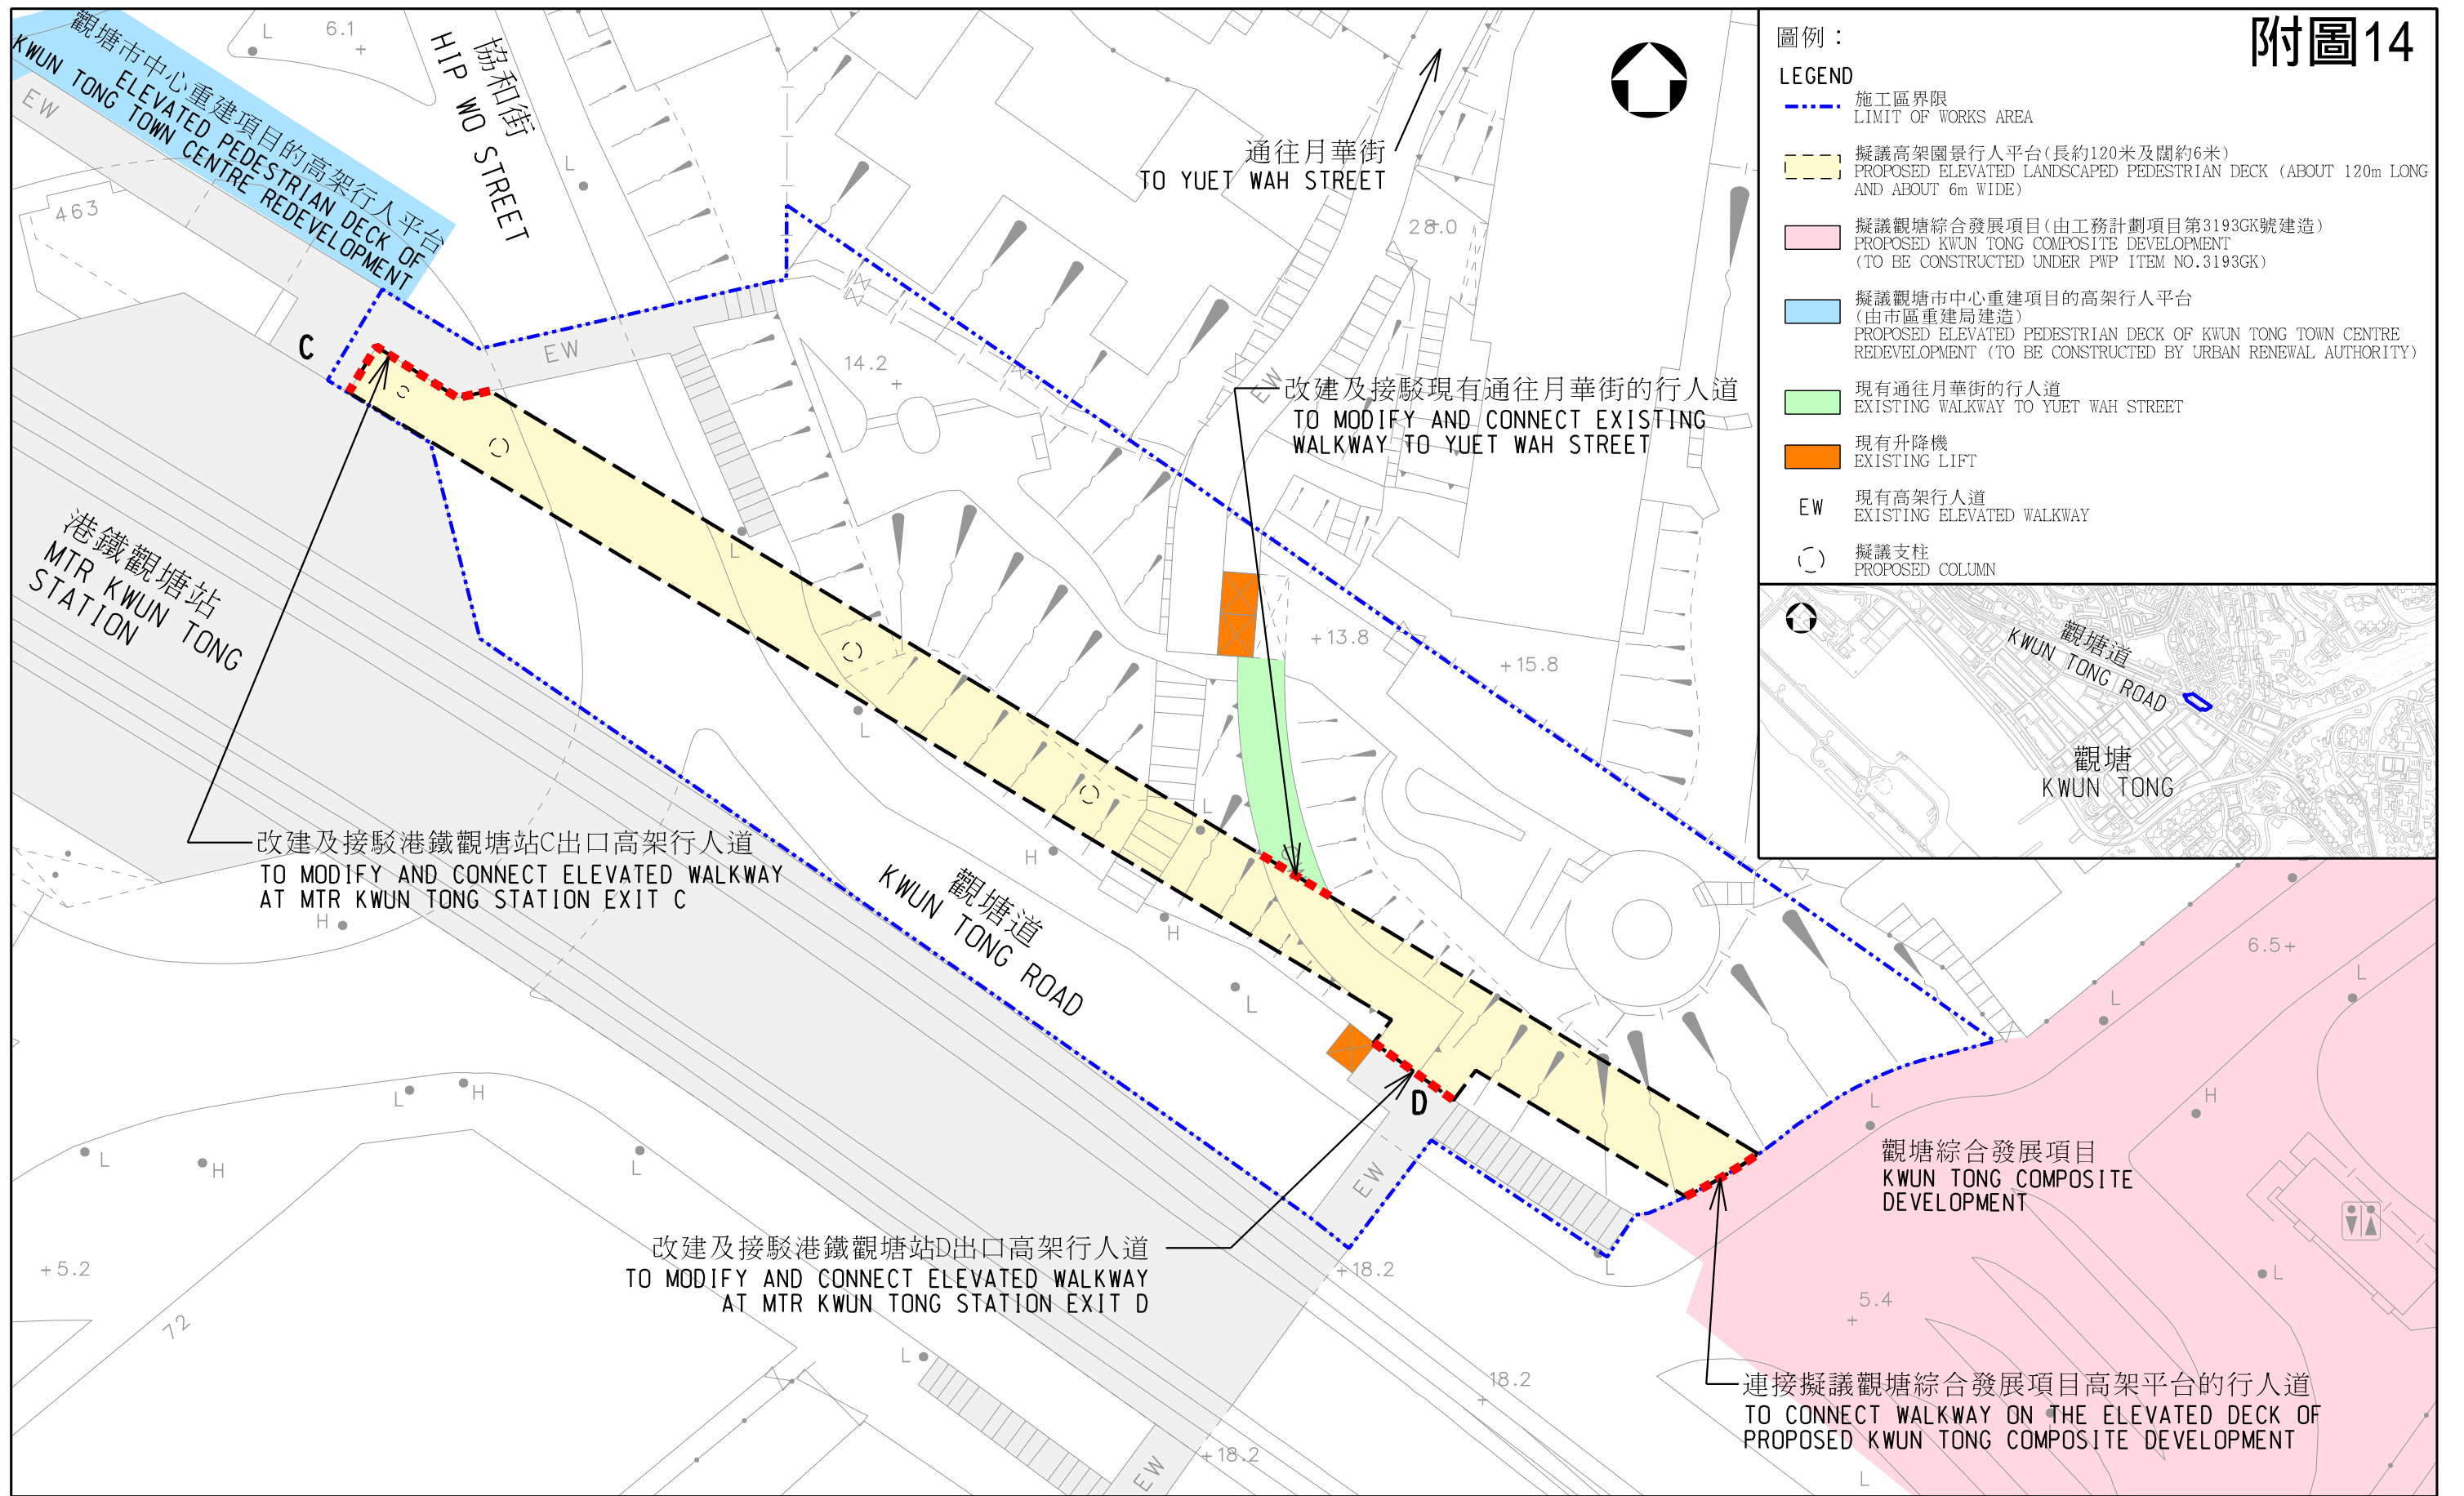 附圖14
圖例：
LEGEND
施工區界限
LIMIT OF WORKS AREA
擬議高架園景行人平台(長約120米及闊約6米)
PROPOSED ELEVATED LANDSCAPED PEDESTRIAN DECK (ABOUT 120m LONG
AND ABOUT 6m WIDE)
擬議觀塘綜合發展項目(由工務計劃項目第3193GK號建造)
PROPOSED KWUN TONG COMPOSITE DEVELOPMENT
(TO BE CONSTRUCTED UNDER PWP ITEM NO.3193GK)
擬議觀塘市中心重建項目的高架行人平台
(由市區重建局建造)
PROPOSED ELEVATED PEDESTRIAN DECK OF KWUN TONG TOWN CENTRE
REDEVELOPMENT (TO BE CONSTRUCTED BY URBAN RENEWAL AUTHORITY)
現有通往月華街的行人道
EXISTING WALKWAY TO YUET WAH STREET
現有升降機
EXISTING LIFT
EW
現有高架行人道
EXISTING ELEVATED WALKWAY
擬議支柱
PROPOSED COLUMN
觀塘道
KWUN TONG ROAD
觀塘
KWUN TONG
觀塘市中心重建項目的高架行人平台
ELEVATED PEDESTRIAN DECK OF
KWUN TONG TOWN CENTRE REDEVELOPMENT
EW
L
6.1
協和街
HIP WO STREET
L
463
通往月華街
TO YUET WAH STREET
28.0
C
EW
14.2
EW
改建及接駁現有通往月華街的行人道
TO MODIFY AND CONNECT EXISTING
WALKWAY TO YUET WAH STREET
港鐵觀塘站
MTR KWUN TONG
STATION
L
+13.8
+15.8
L
L
改建及接駁港鐵觀塘站C出口高架行人道
TO MODIFY AND CONNECT ELEVATED WALKWAY
AT MTR KWUN TONG STATION EXIT C
H
H
H
觀塘道
KWUN TONG ROAD
L
6.5+
L
L
L
H
L
H
L
H
L
D
EW
觀塘綜合發展項目
KWUN TONG COMPOSITE
DEVELOPMENT
改建及接駁港鐵觀塘站D出口高架行人道
TO MODIFY AND CONNECT ELEVATED WALKWAY
AT MTR KWUN TONG STATION EXIT D
+5.2
72
L
+18.2
L
L
5.4
18.2
連接擬議觀塘綜合發展項目高架平台的行人道
TO CONNECT WALKWAY ON THE ELEVATED DECK OF
PROPOSED KWUN TONG COMPOSITE DEVELOPMENT
EW
+18.2
L